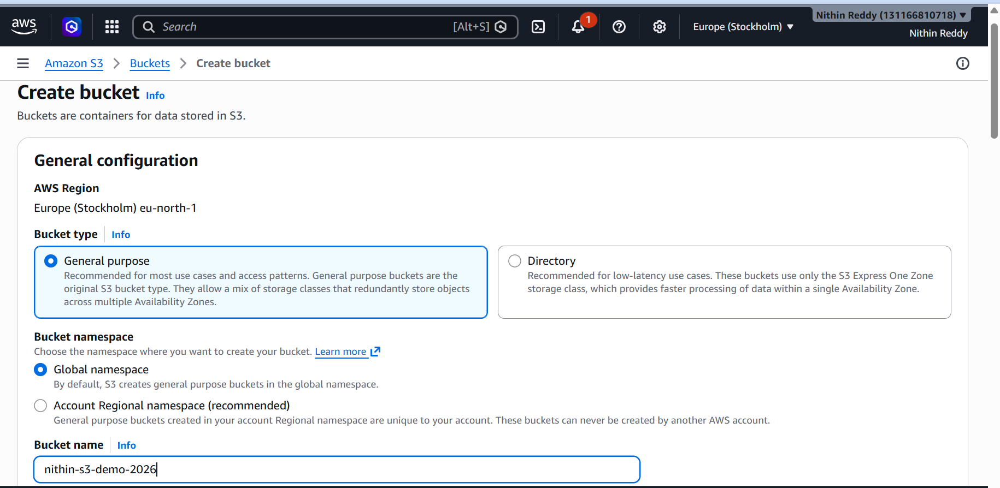 aws
Search [Alt+S]
1
Europe (Stockholm)
Nithin Reddy (131166810718)
Nithin Reddy
Amazon S3 > Buckets > Create bucket
Create bucket Info
Buckets are containers for data stored in S3.
General configuration
AWS Region
Europe (Stockholm) eu-north-1
Bucket type Info
General purpose
Recommended for most use cases and access patterns. General purpose buckets are the
original S3 bucket type. They allow a mix of storage classes that redundantly store objects
across multiple Availability Zones.
Directory
Recommended for low-latency use cases. These buckets use only the S3 Express One Zone
storage class, which provides faster processing of data within a single Availability Zone.
Bucket namespace
Choose the namespace where you want to create your bucket. Learn more
Global namespace
By default, S3 creates general purpose buckets in the global namespace.
Account Regional namespace (recommended)
General purpose buckets created in your account Regional namespace are unique to your account. These buckets can never be created by another AWS account.
Bucket name Info
nithin-s3-demo-2026